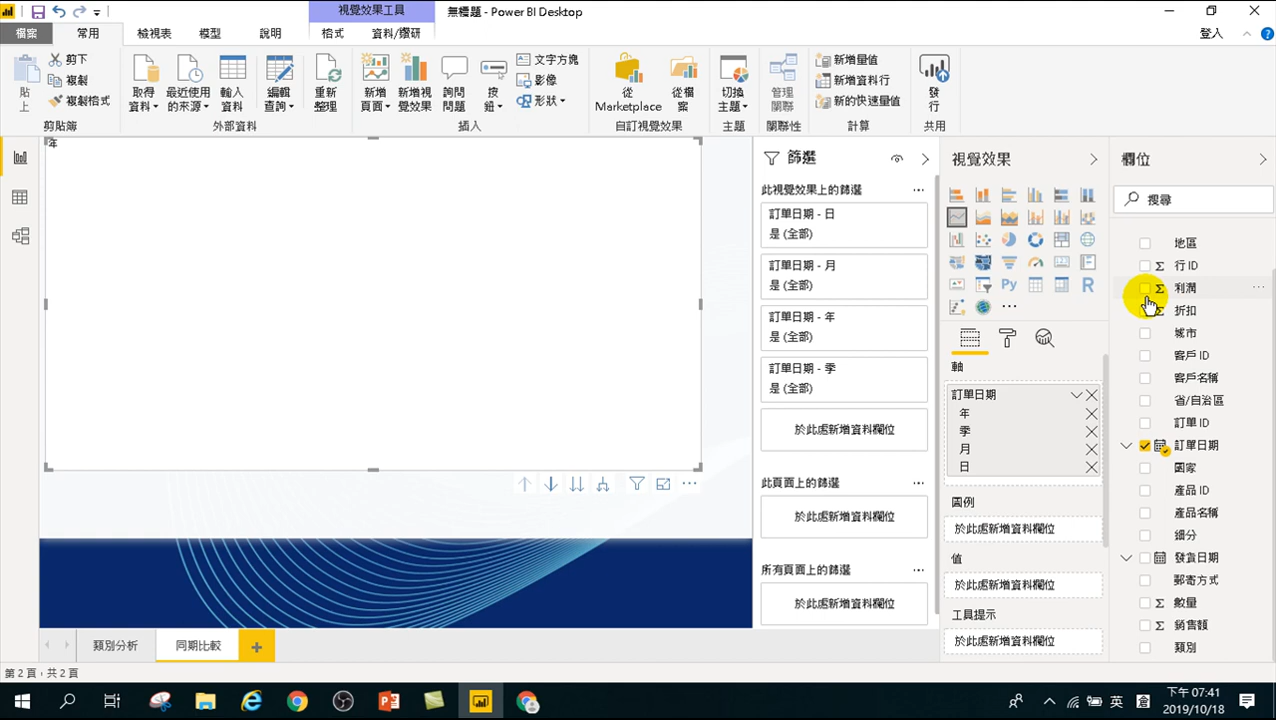 視覺效果工具
無標題 - Power BI Desktop
檔案
常用
檢視表
模型
說明
格式
資料/鑽研
登入
貼上
剪下
複製
複製格式
剪貼簿
取得資料
最近使用的來源
輸入資料
編輯查詢
重新整理
外部資料
新增頁面
新增視覺效果
詢問問題
按鈕
文字方塊
影像
形狀
插入
從 Marketplace
從檔案
自訂視覺效果
切換主題
主題
管理關聯
關聯性
新增量值
新增資料行
新的快速量值
計算
發行
共用
年
篩選
此視覺效果上的篩選
訂單日期 - 日
是 (全部)
訂單日期 - 月
是 (全部)
訂單日期 - 年
是 (全部)
訂單日期 - 季
是 (全部)
於此處新增資料欄位
此頁面上的篩選
於此處新增資料欄位
所有頁面上的篩選
於此處新增資料欄位
視覺效果
Py
R
軸
訂單日期
年
季
月
日
圖例
於此處新增資料欄位
值
於此處新增資料欄位
工具提示
於此處新增資料欄位
欄位
搜尋
地區
行 ID
利潤
折扣
城市
客戶 ID
客戶名稱
省/自治區
訂單 ID
訂單日期
國家
產品 ID
產品名稱
細分
發貨日期
郵寄方式
數量
銷售額
類別
類別分析
同期比較
第 2 頁，共 2 頁
英
下午 07:41
2019/10/18